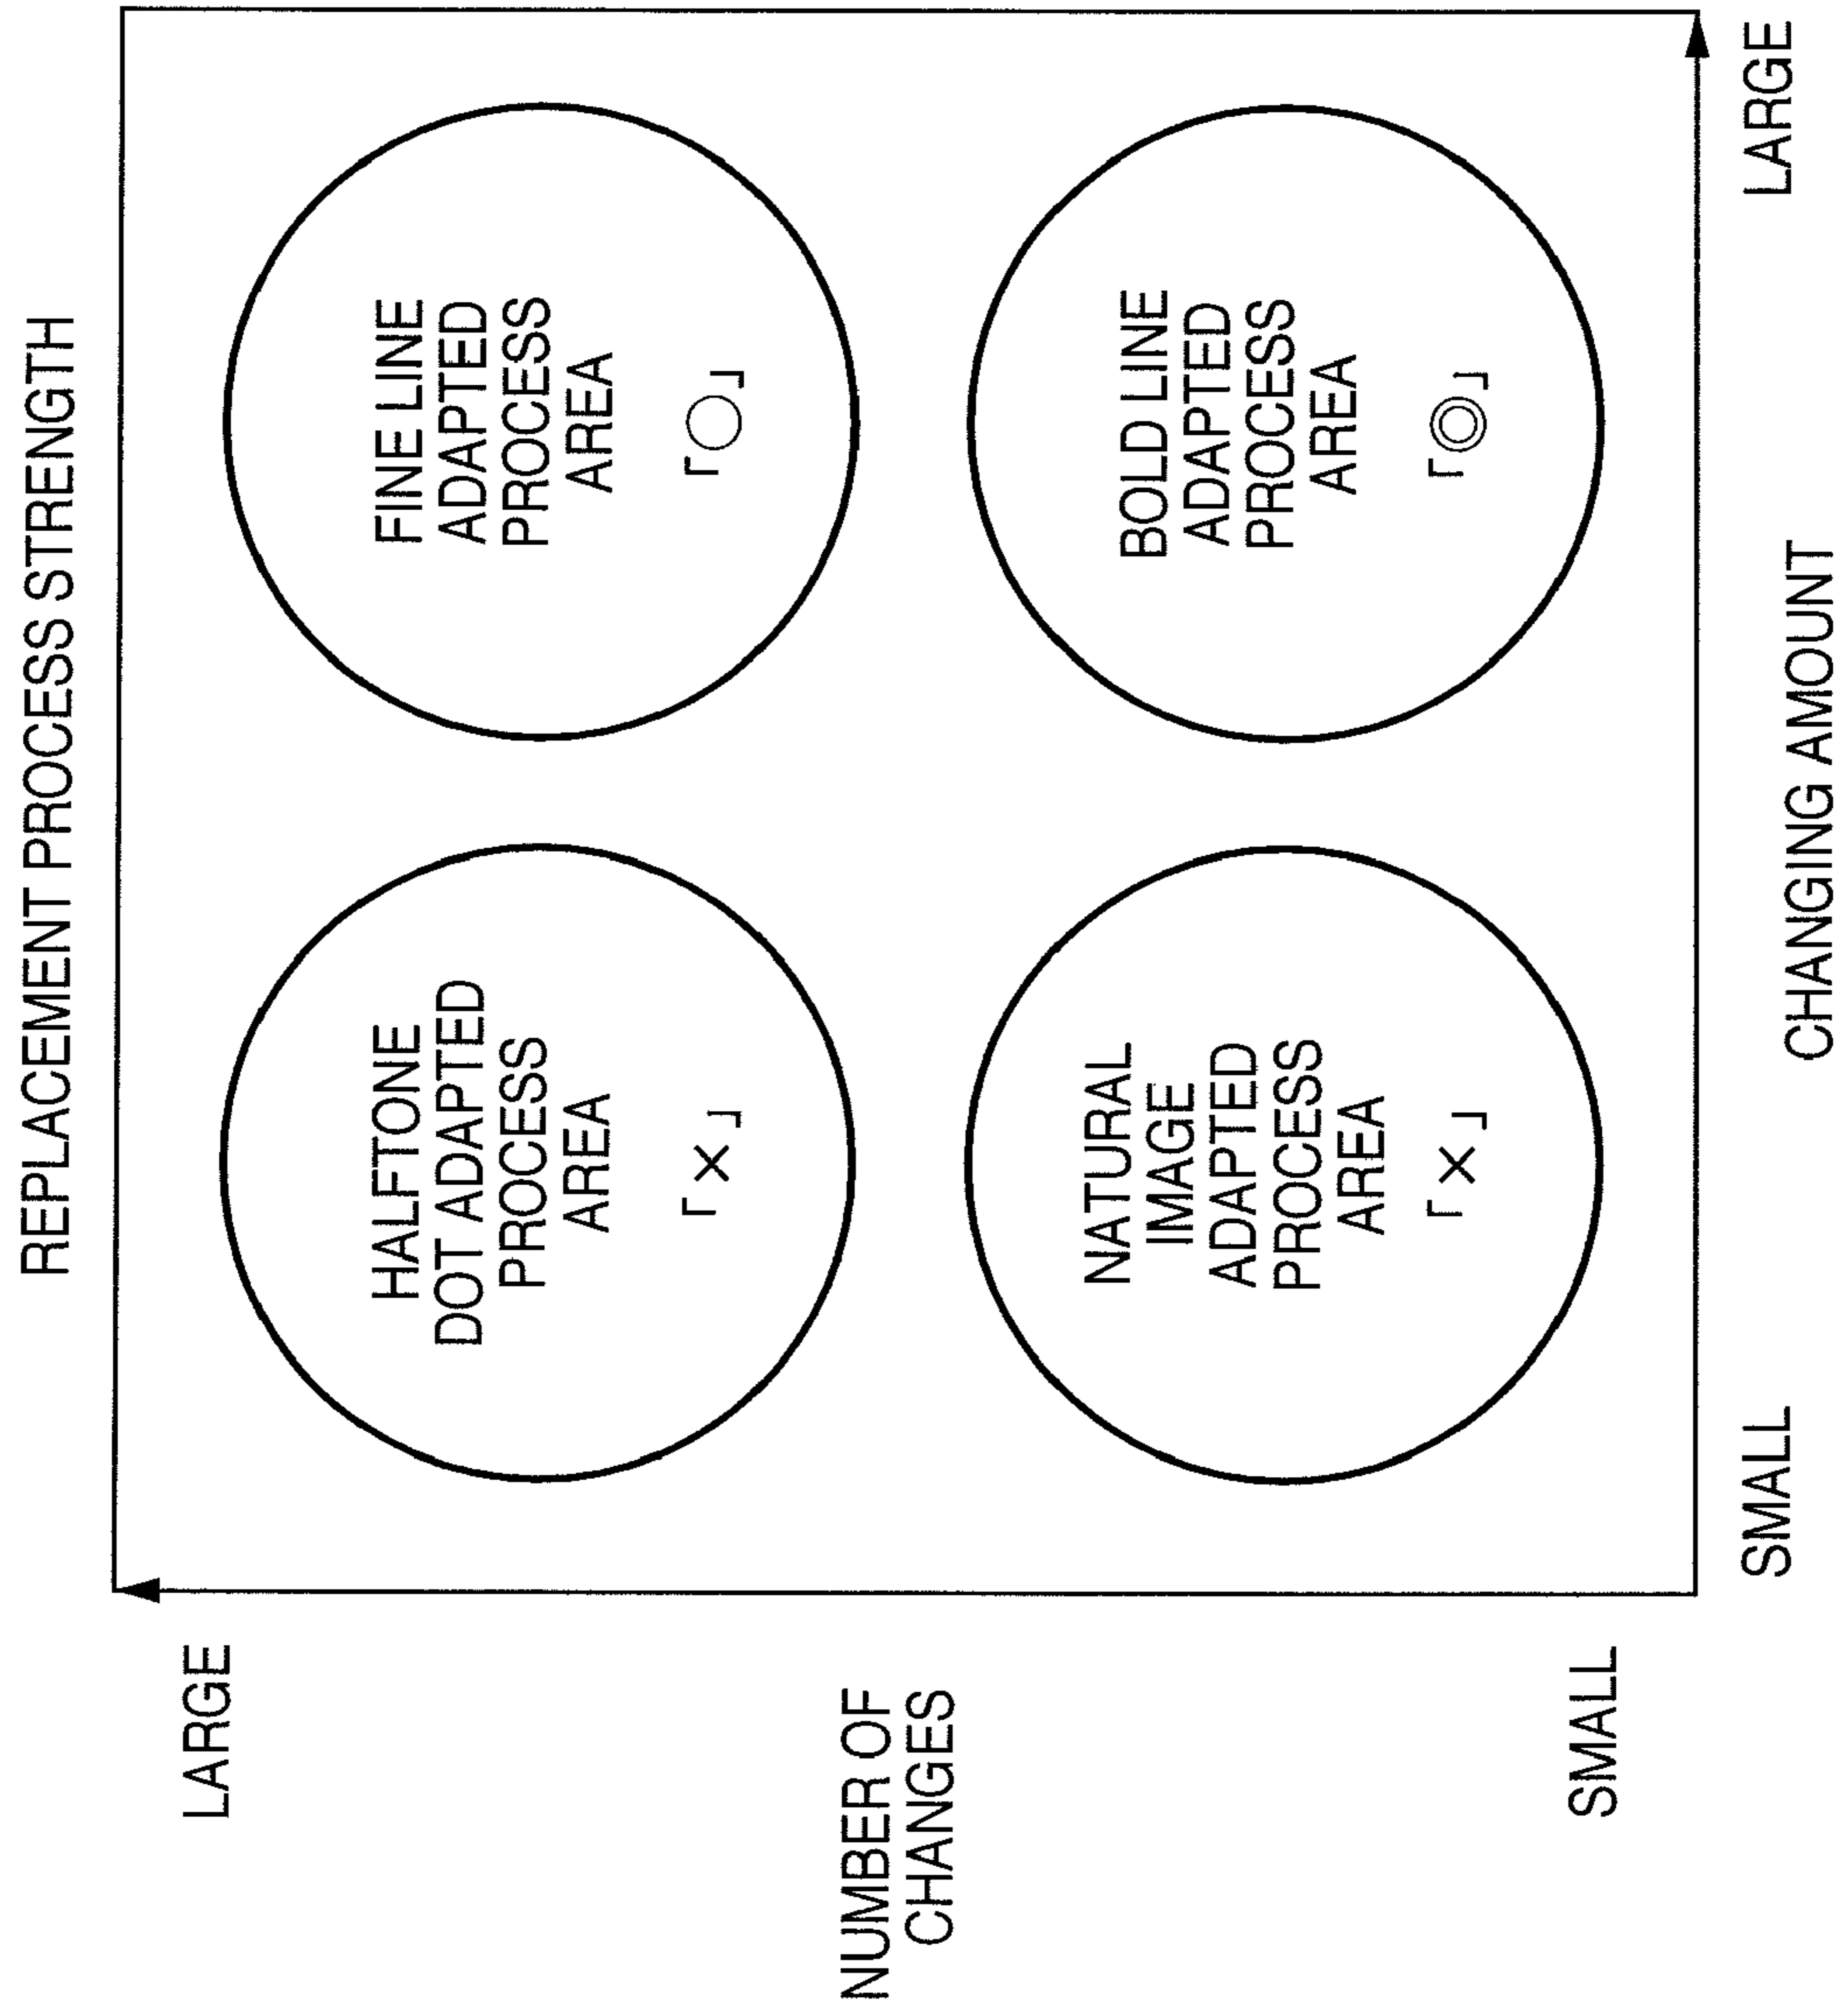 REPLACEMENT PROCESS STRENGTH
LARGE
NUMBER OF
CHANGES
SMALL
HALFTONE
DOT ADAPTED
PROCESS
AREA
「×」
FINE LINE
ADAPTED
PROCESS
AREA
「○」
NATURAL
IMAGE
ADAPTED
PROCESS
AREA
「×」
BOLD LINE
ADAPTED
PROCESS
AREA
「◎」
SMALL
LARGE
CHANGING AMOUNT